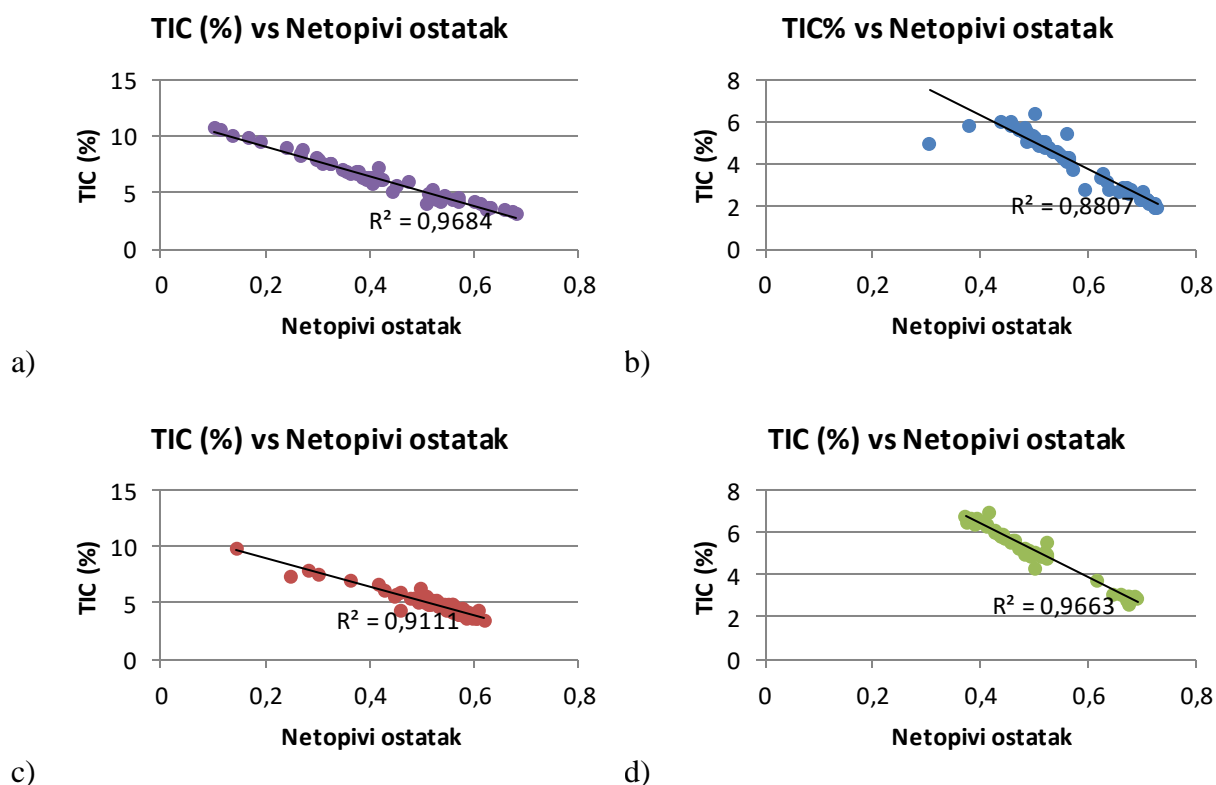 TIC (%) vs Netopivi ostatak
15
10
5
0
TIC (%)
R² = 0,9684
0 0,2 0,4 0,6 0,8
Netopivi ostatak
a)
TIC% vs Netopivi ostatak
8
6
4
2
0
TIC (%)
R² = 0,8807
0 0,2 0,4 0,6 0,8
Netopivi ostatak
b)
TIC (%) vs Netopivi ostatak
15
10
5
0
TIC (%)
R² = 0,9111
0 0,2 0,4 0,6 0,8
Netopivi ostatak
c)
TIC (%) vs Netopivi ostatak
8
6
4
2
0
TIC (%)
R² = 0,9663
0 0,2 0,4 0,6 0,8
Netopivi ostatak
d)